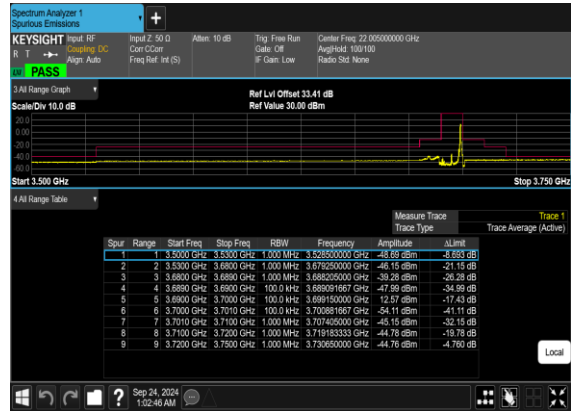 Spectrum Analyzer 1
Spurious Emissions
KEYSIGHT Input: RF Input Z: 50 Ω Atten: 10 dB Trig: Free Run Center Freq: 22.005000000 GHz
R T Coupling: DC Corr CCorr Gate: Off Avg|Hold: 100/100
Align: Auto Freq Ref: Int (S) IF Gain: Low Radio Std: None
LW PASS
3 All Range Graph
Ref Lvl Offset 33.41 dB
Scale/Div 10.0 dB Ref Value 30.00 dBm
20.0
0.00
-20.0
-40.0
-60.0
Start 3.500 GHz Stop 3.750 GHz
4 All Range Table
Measure Trace Trace 1
Trace Type Trace Average (Active)
Spur Range Start Freq Stop Freq RBW Frequency Amplitude ΔLimit
1 1 3.5000 GHz 3.5300 GHz 1.000 MHz 3.528500000 GHz -48.69 dBm -8.693 dB
2 2 3.5300 GHz 3.6800 GHz 1.000 MHz 3.679250000 GHz -46.15 dBm -21.15 dB
3 3 3.6800 GHz 3.6890 GHz 1.000 MHz 3.688205000 GHz -39.28 dBm -26.28 dB
4 4 3.6890 GHz 3.6900 GHz 100.0 kHz 3.689091667 GHz -47.99 dBm -34.99 dB
5 5 3.6900 GHz 3.7000 GHz 100.0 kHz 3.699150000 GHz 12.57 dBm -17.43 dB
6 6 3.7000 GHz 3.7010 GHz 100.0 kHz 3.700881667 GHz -54.11 dBm -41.11 dB
7 7 3.7010 GHz 3.7100 GHz 1.000 MHz 3.707405000 GHz -45.15 dBm -32.15 dB
8 8 3.7100 GHz 3.7200 GHz 1.000 MHz 3.719183333 GHz -44.78 dBm -19.78 dB
9 9 3.7200 GHz 3.7500 GHz 1.000 MHz 3.730650000 GHz -44.76 dBm -4.760 dB
Local
? Sep 24, 2024
1:02:46 AM